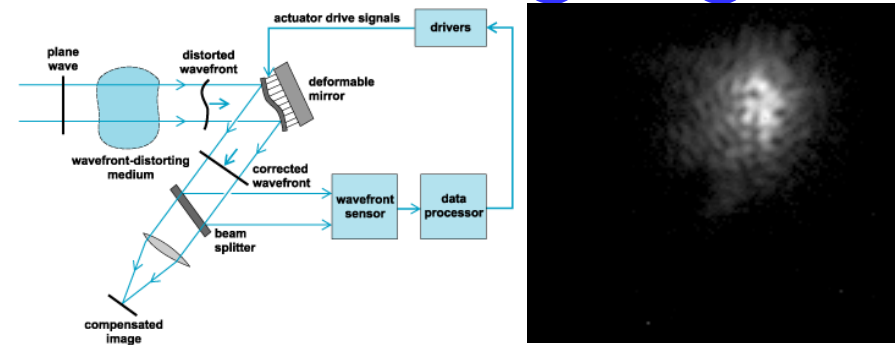 actuator drive signals
drivers
plane
wave
distorted
wavefront
deformable
mirror
wavefront-distorting
medium
corrected
wavefront
wavefront
sensor
data
processor
beam
splitter
compensated
image